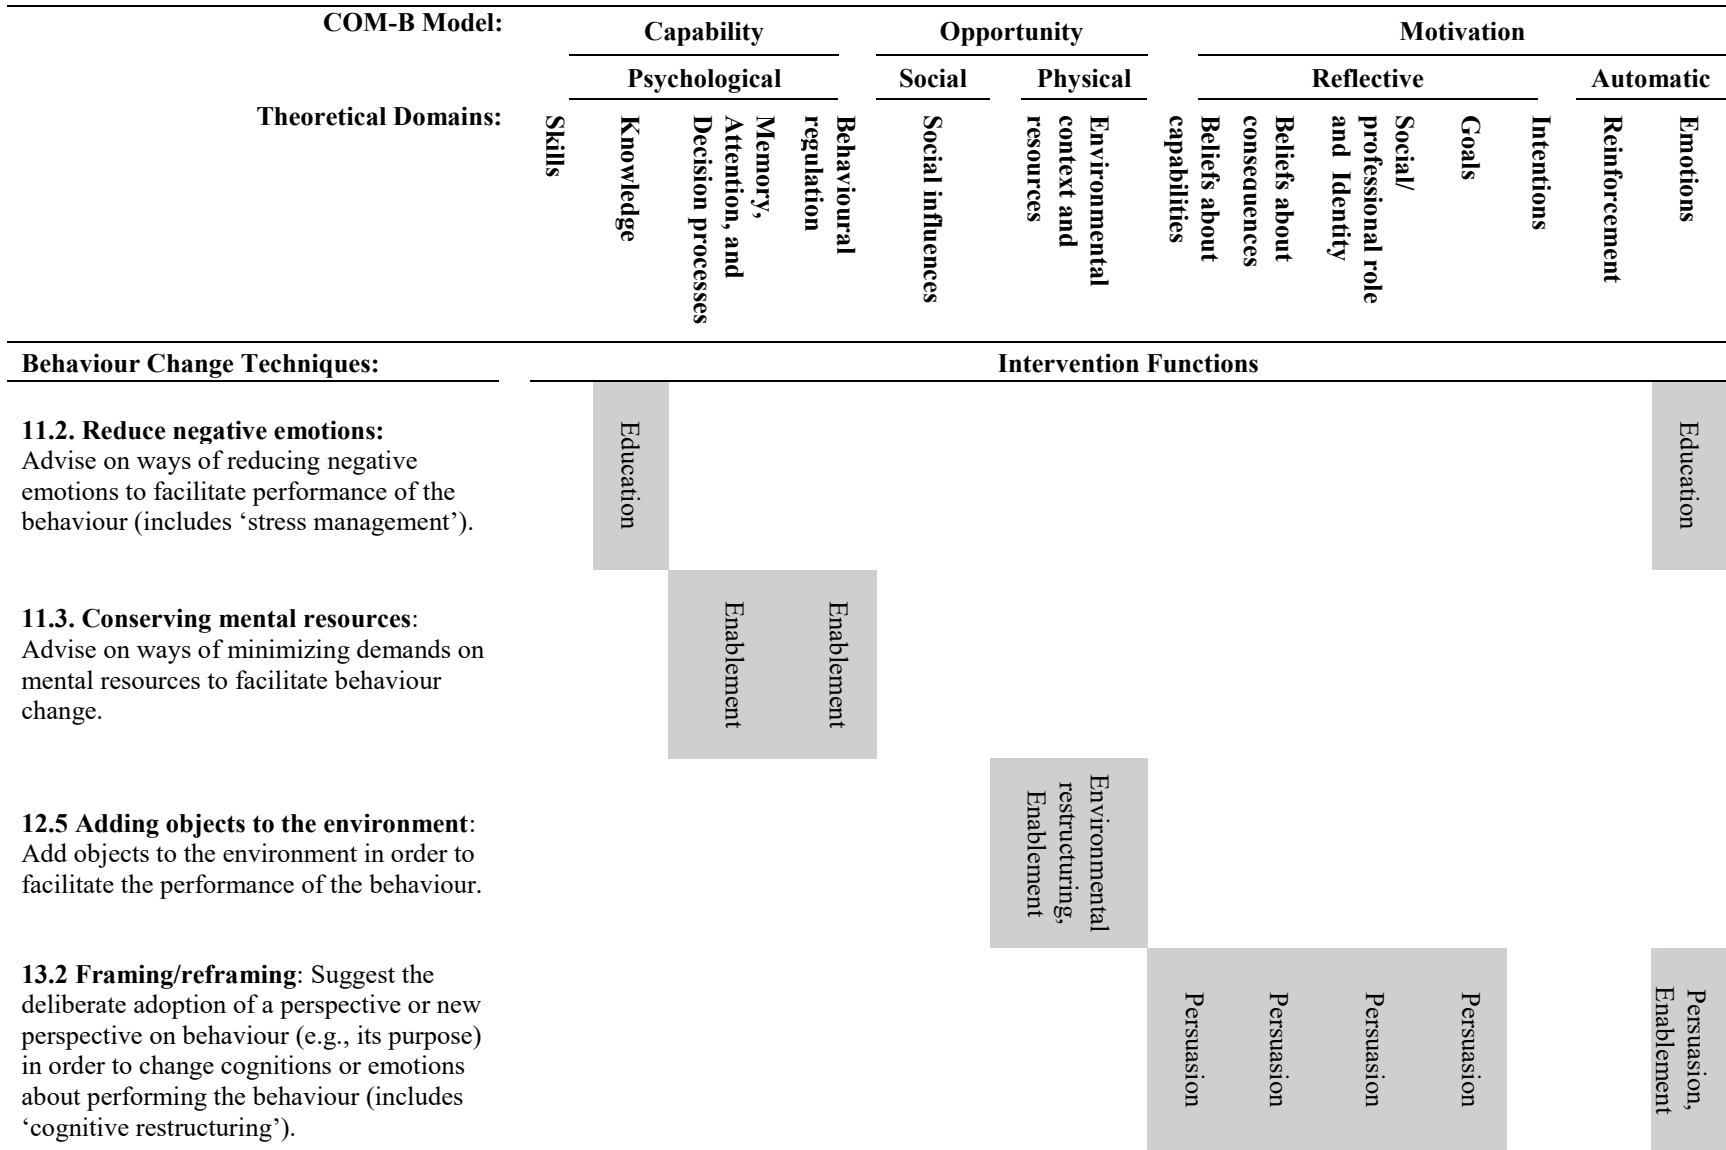 COM-B Model:
Capability
Opportunity
Motivation
Psychological
Social
Physical
Reflective
Automatic
Theoretical Domains:
Skills
Knowledge
Memory,
Attention, and
Decision processes
Behavioural
regulation
Social influences
Environmental
context and
resources
Beliefs about
capabilities
Beliefs about
consequences
Social/
professional role
and Identity
Goals
Intentions
Reinforcement
Emotions
Behaviour Change Techniques:
Intervention Functions
11.2. Reduce negative emotions:
Advise on ways of reducing negative
emotions to facilitate performance of the
behaviour (includes ‘stress management’).
Education
Education
11.3. Conserving mental resources:
Advise on ways of minimizing demands on
mental resources to facilitate behaviour
change.
Enablement
Enablement
12.5 Adding objects to the environment:
Add objects to the environment in order to
facilitate the performance of the behaviour.
Environmental
restructuring,
Enablement
13.2 Framing/reframing: Suggest the
deliberate adoption of a perspective or new
perspective on behaviour (e.g., its purpose)
in order to change cognitions or emotions
about performing the behaviour (includes
‘cognitive restructuring’).
Persuasion
Persuasion
Persuasion
Persuasion
Persuasion,
Enablement